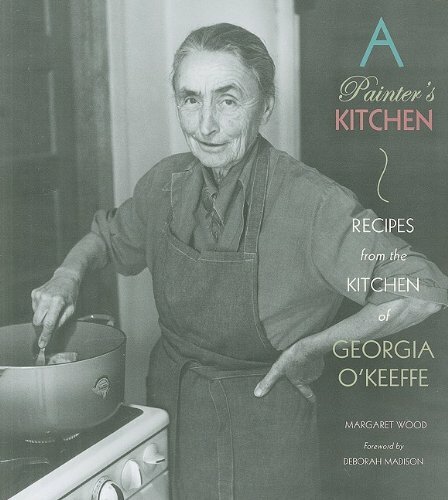 A
Painter's
KITCHEN
RECIPES
from the
KITCHEN
of
GEORGIA
O'KEEFFE
MARGARET WOOD
Foreword by
DEBORAH MADISON